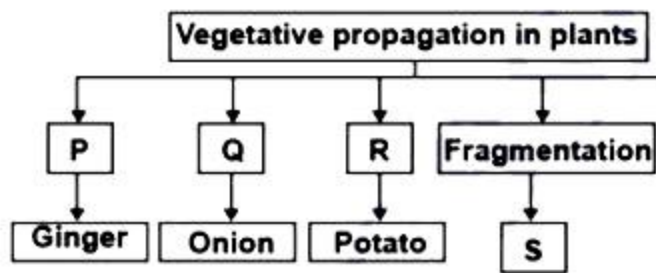 Vegetative propagation in plants
P
Q
R
Fragmentation
Ginger
Onion
Potato
S